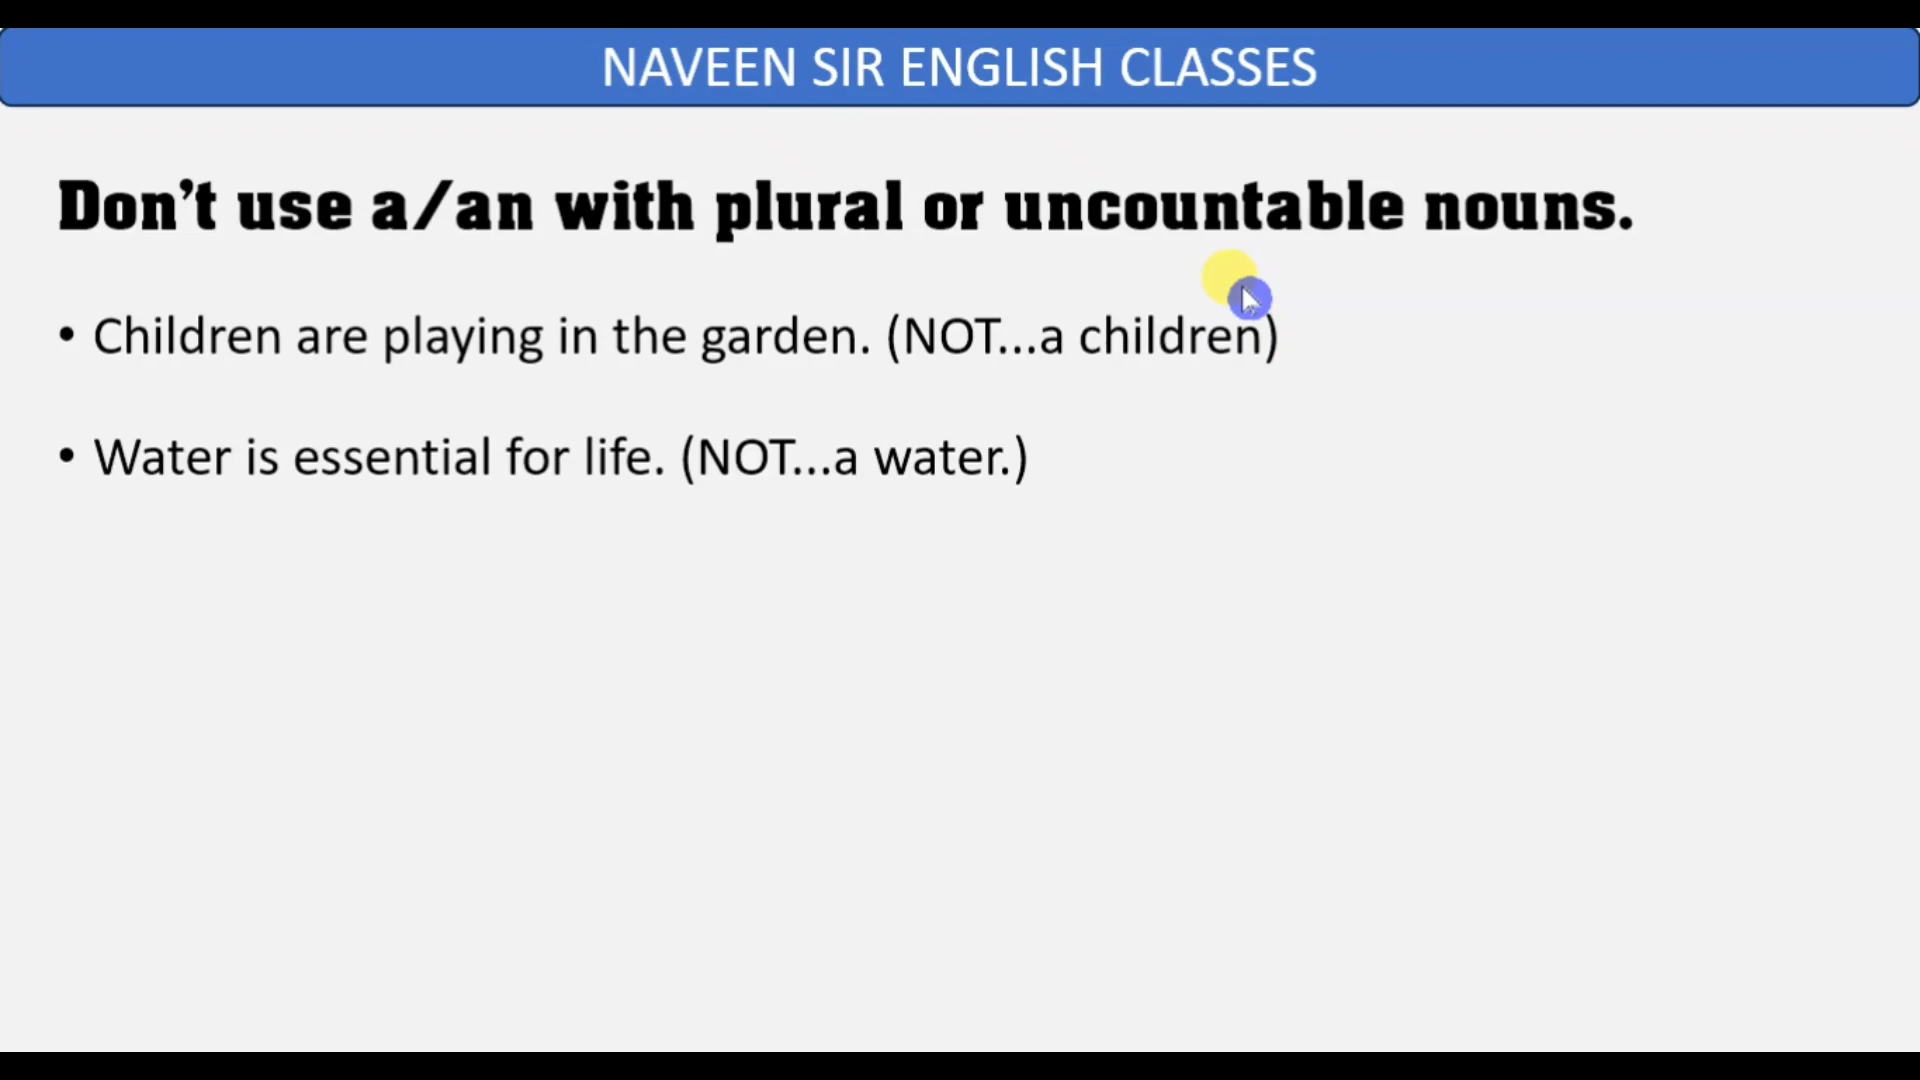 NAVEEN SIR ENGLISH CLASSES
Don’t use a/an with plural or uncountable nouns.
• Children are playing in the garden. (NOT...a children)
• Water is essential for life. (NOT...a water.)